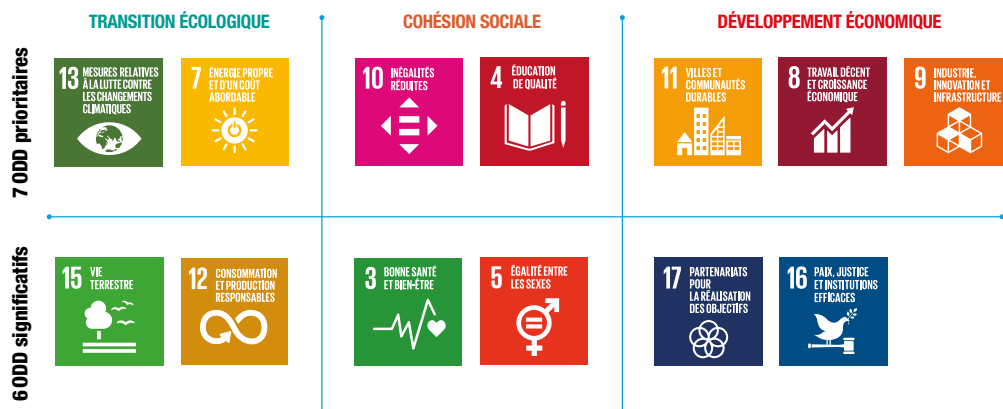 TRANSITION ÉCOLOGIQUE
COHÉSION SOCIALE
DÉVELOPPEMENT ÉCONOMIQUE
7 ODD prioritaires
13 MESURES RELATIVES
À LA LUTTE CONTRE
LES CHANGEMENTS
CLIMATIQUES
7 ÉNERGIE PROPRE
ET D'UN COÛT
ABORDABLE
10 INÉGALITÉS
RÉDUITES
4 ÉDUCATION
DE QUALITÉ
11 VILLES ET
COMMUNAUTÉS
DURABLES
8 TRAVAIL DÉCENT
ET CROISSANCE
ÉCONOMIQUE
9 INDUSTRIE,
INNOVATION ET
INFRASTRUCTURE
6 ODD significatifs
15 VIE
TERRESTRE
12 CONSOMMATION
ET PRODUCTION
RESPONSABLES
3 BONNE SANTÉ
ET BIEN-ÊTRE
5 ÉGALITÉ ENTRE
LES SEXES
17 PARTENARIATS
POUR
LA RÉALISATION
DES OBJECTIFS
16 PAIX, JUSTICE
ET INSTITUTIONS
EFFICACES